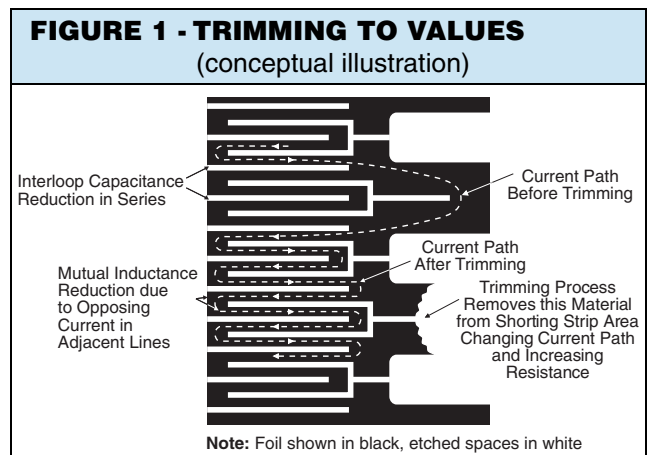 FIGURE 1 - TRIMMING TO VALUES
(conceptual illustration)
Interloop Capacitance
Reduction in Series
Current Path
Before Trimming
Mutual Inductance
Reduction due
to Opposing
Current in
Adjacent Lines
Current Path
After Trimming
Trimming Process
Removes this Material
from Shorting Strip Area
Changing Current Path
and Increasing
Resistance
Note: Foil shown in black, etched spaces in white